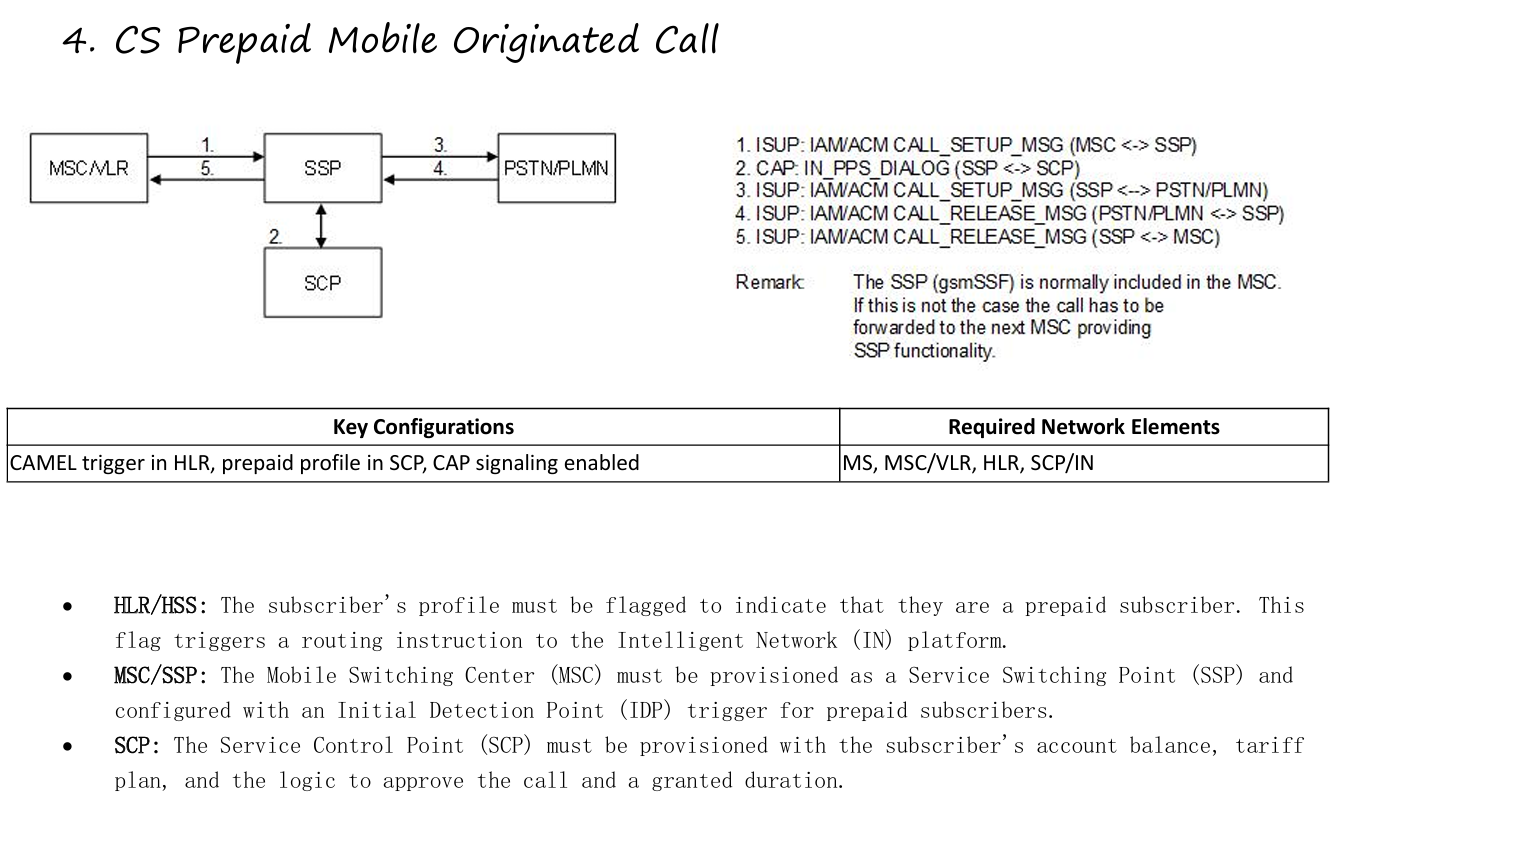 4. CS Prepaid Mobile Originated Call
1.
3.
MSC/VLR
SSP
PSTN/PLMN
5.
4.
2.
SCP
1. ISUP: IAM/ACM CALL_SETUP_MSG (MSC <-> SSP)
2. CAP: IN_PPS_DIALOG (SSP <-> SCP)
3. ISUP: IAM/ACM CALL_SETUP_MSG (SSP <--> PSTN/PLMN)
4. ISUP: IAM/ACM CALL_RELEASE_MSG (PSTN/PLMN <-> SSP)
5. ISUP: IAM/ACM CALL_RELEASE_MSG (SSP <-> MSC)
Remark: The SSP (gsmSSF) is normally included in the MSC.
If this is not the case the call has to be
forwarded to the next MSC providing
SSP functionality.
Key Configurations Required Network Elements
CAMEL trigger in HLR, prepaid profile in SCP, CAP signaling enabled MS, MSC/VLR, HLR, SCP/IN
• HLR/HSS: The subscriber's profile must be flagged to indicate that they are a prepaid subscriber. This
flag triggers a routing instruction to the Intelligent Network (IN) platform.
• MSC/SSP: The Mobile Switching Center (MSC) must be provisioned as a Service Switching Point (SSP) and
configured with an Initial Detection Point (IDP) trigger for prepaid subscribers.
• SCP: The Service Control Point (SCP) must be provisioned with the subscriber's account balance, tariff
plan, and the logic to approve the call and a granted duration.